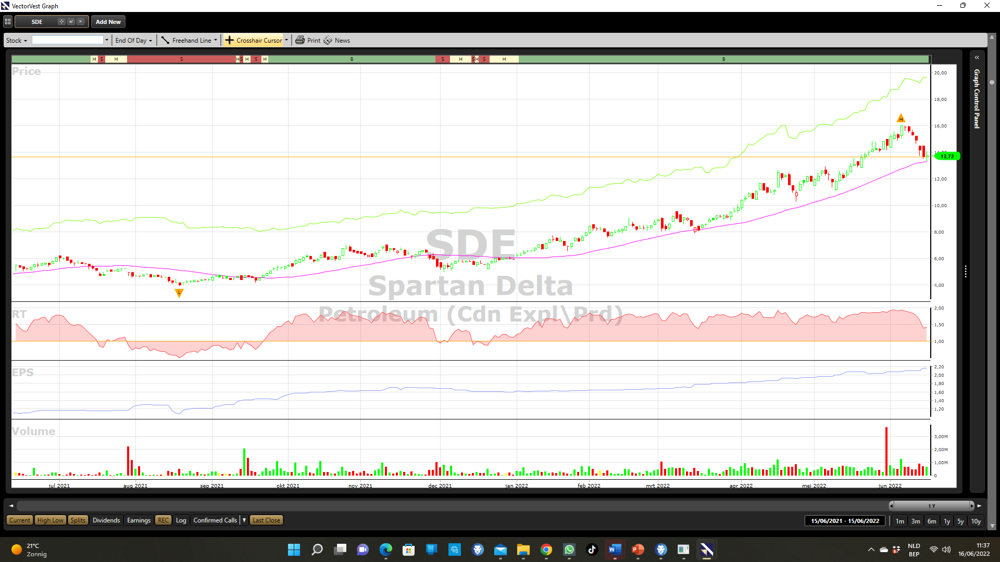 VectorVest Graph
SDE Add New
Stock End Of Day Freehand Line Crosshair Cursor Print News
H S H S H S H S H B S H S H S H B
Price
20,00
18,00
H
16,00
14,00
13,72
12,00
10,00
8,00
6,00
4,00
L
SDE
Spartan Delta
Petroleum (Cdn Expl\Prd)
RT
2,00
1,50
1,00
EPS
2,20
2,00
1,80
1,60
1,40
1,20
Volume
3,00M
2,00M
1,00M
0
jul 2021 aug 2021 sep 2021 okt 2021 nov 2021 dec 2021 jan 2022 feb 2022 mrt 2022 apr 2022 mei 2022 jun 2022
Graph Control Panel
1 Y
Current High Low Splits Dividends Earnings REC Log Confirmed Calls Last Close 15/06/2021 - 15/06/2022 1m 3m 6m 1y 5y 10y
21°C
Zonnig
NLD
BEP
11:37
16/06/2022